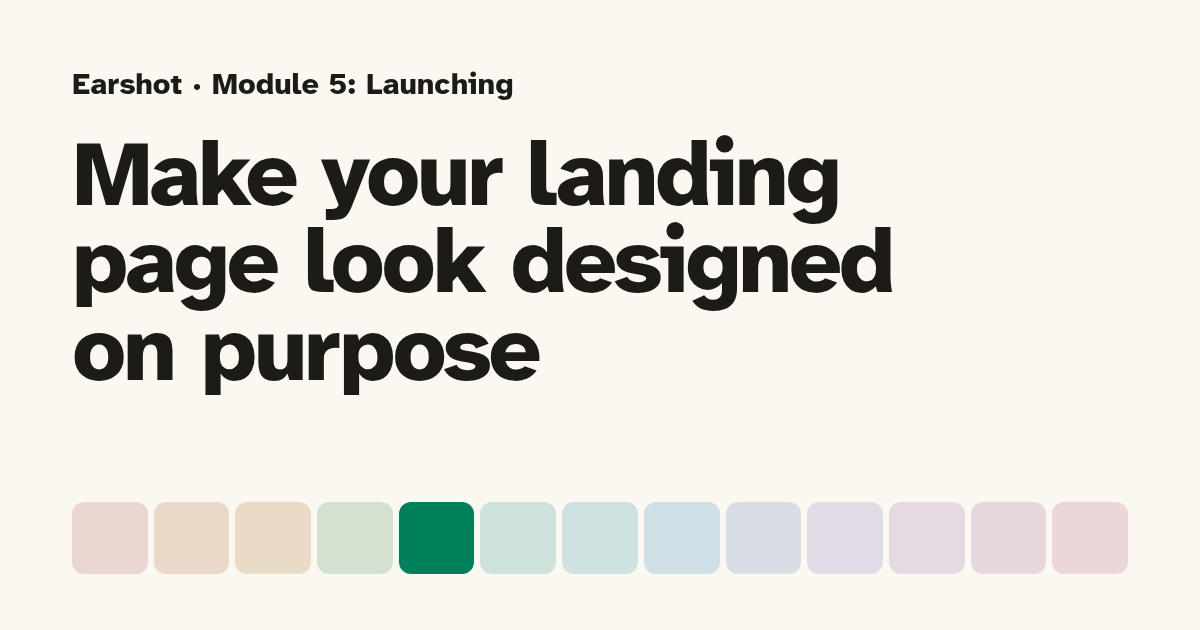 Earshot · Module 5: Launching
Make your landing
page look designed
on purpose